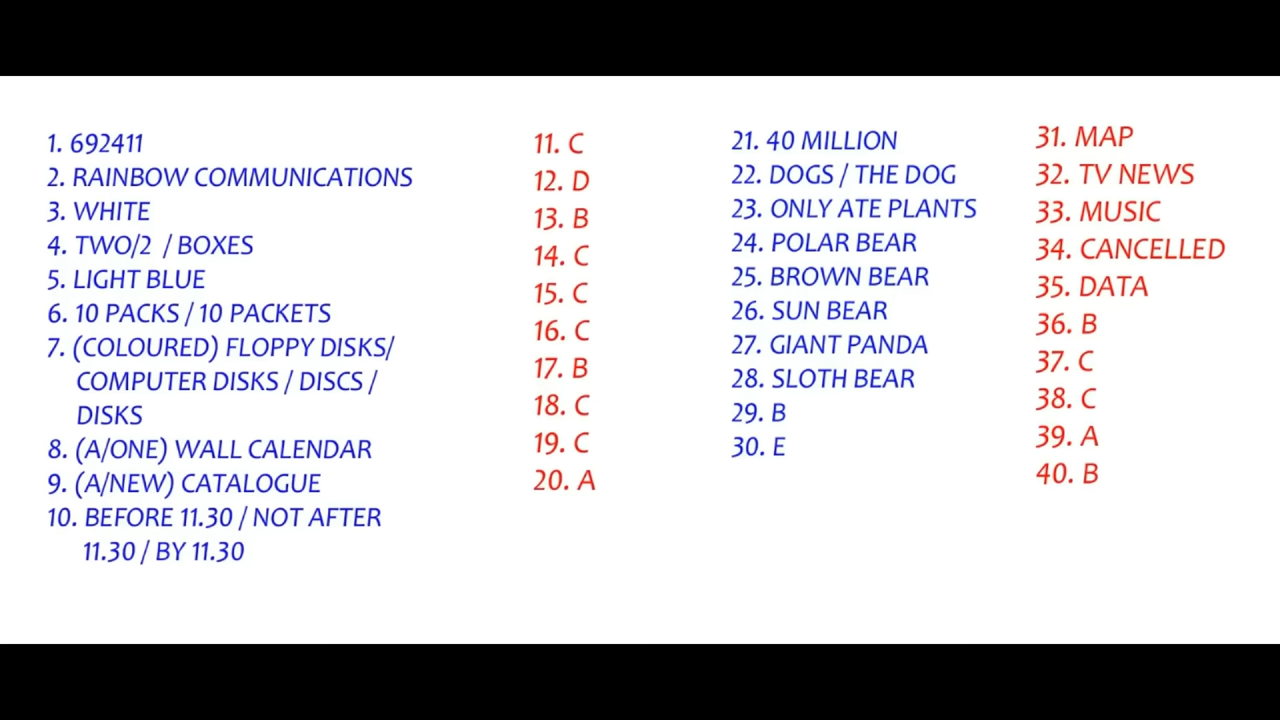 1. 692411
2. RAINBOW COMMUNICATIONS
3. WHITE
4. TWO/2 / BOXES
5. LIGHT BLUE
6. 10 PACKS / 10 PACKETS
7. (COLOURED) FLOPPY DISKS/
COMPUTER DISKS / DISCS /
DISKS
8. (A/ONE) WALL CALENDAR
9. (A/NEW) CATALOGUE
10. BEFORE 11.30 / NOT AFTER
11.30 / BY 11.30
11. C
12. D
13. B
14. C
15. C
16. C
17. B
18. C
19. C
20. A
21. 40 MILLION
22. DOGS / THE DOG
23. ONLY ATE PLANTS
24. POLAR BEAR
25. BROWN BEAR
26. SUN BEAR
27. GIANT PANDA
28. SLOTH BEAR
29. B
30. E
31. MAP
32. TV NEWS
33. MUSIC
34. CANCELLED
35. DATA
36. B
37. C
38. C
39. A
40. B